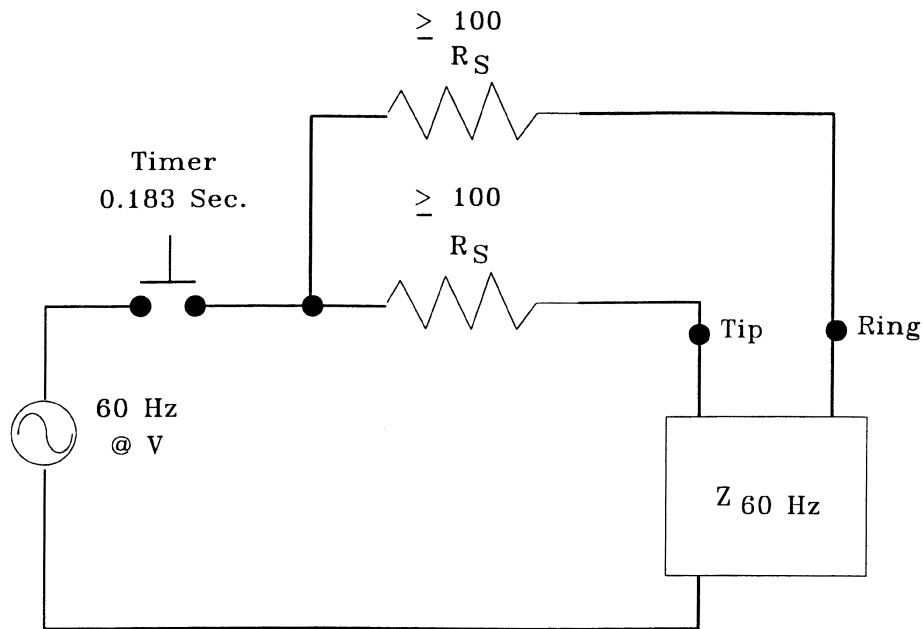 ≥ 100
R_S
Timer
0.183 Sec.
≥ 100
R_S
Tip
Ring
60 Hz
@ V
Z 60 Hz